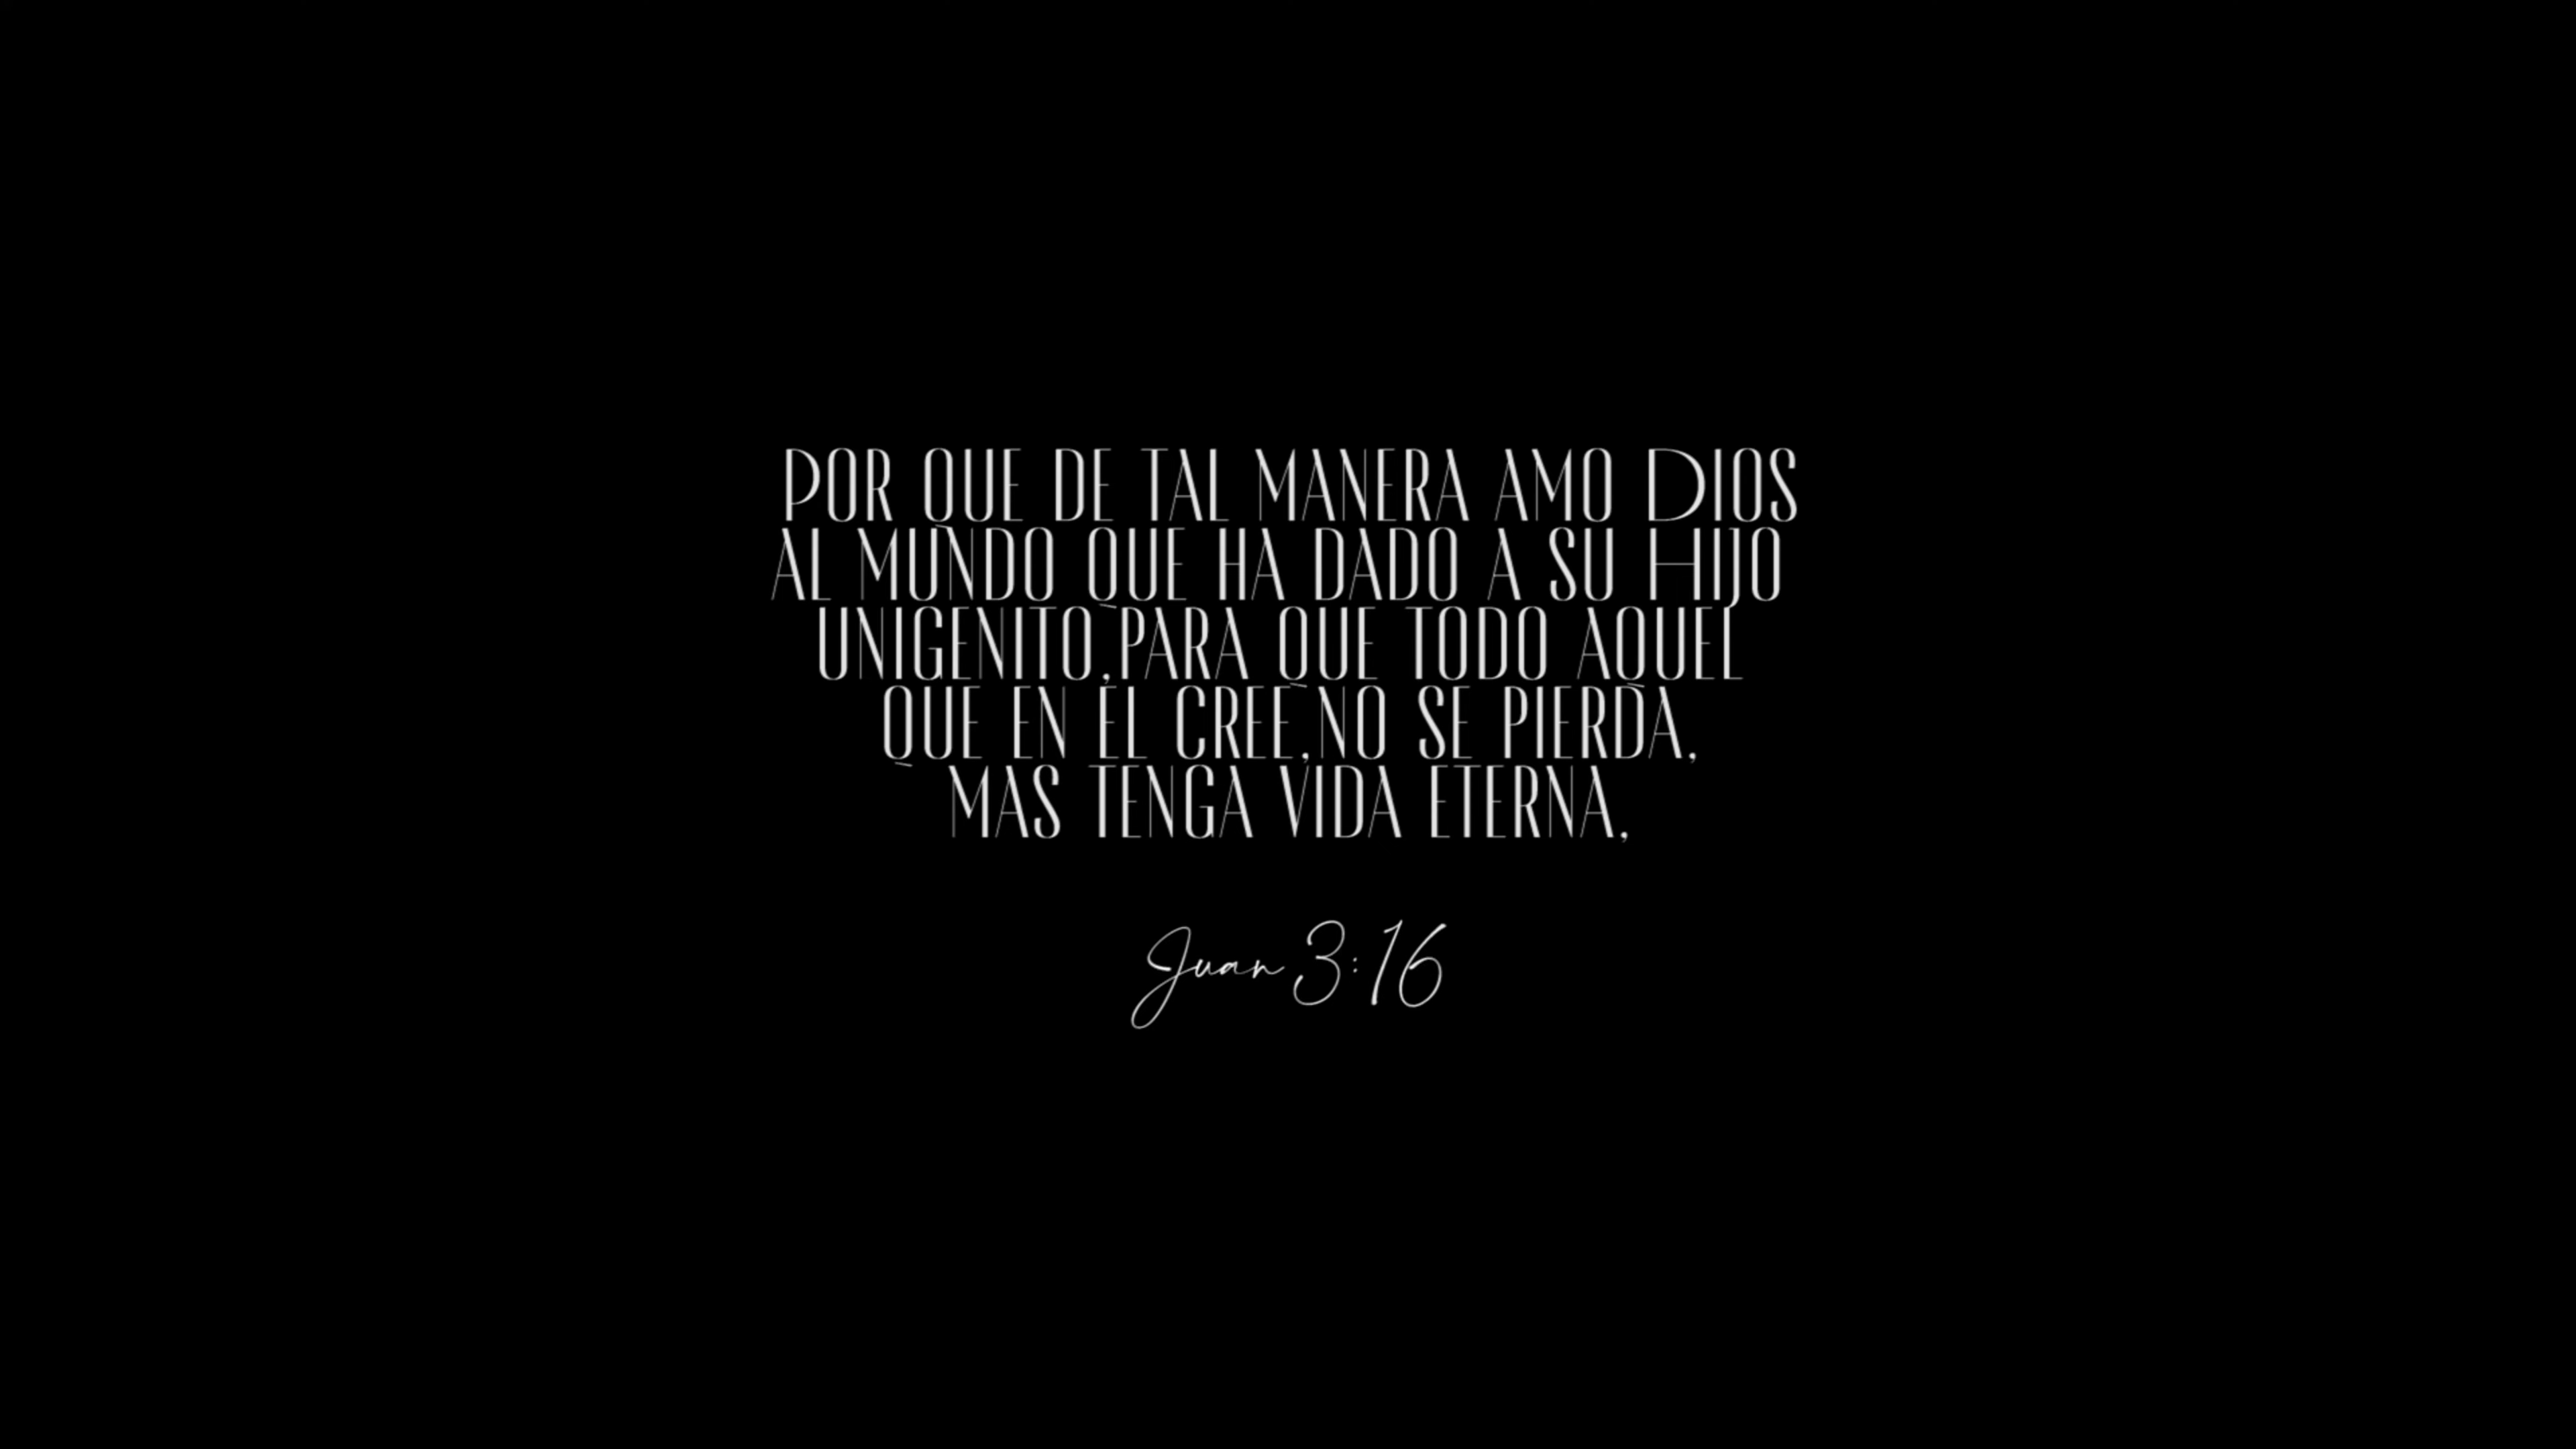 POR QUE DE TAL MANERA AMO DIOS
AL MUNDO QUE HA DADO A SU HIJO
UNIGENITO,PARA QUE TODO AQUEL
QUE EN EL CREE,NO SE PIERDA,
MAS TENGA VIDA ETERNA,
Juan 3:16